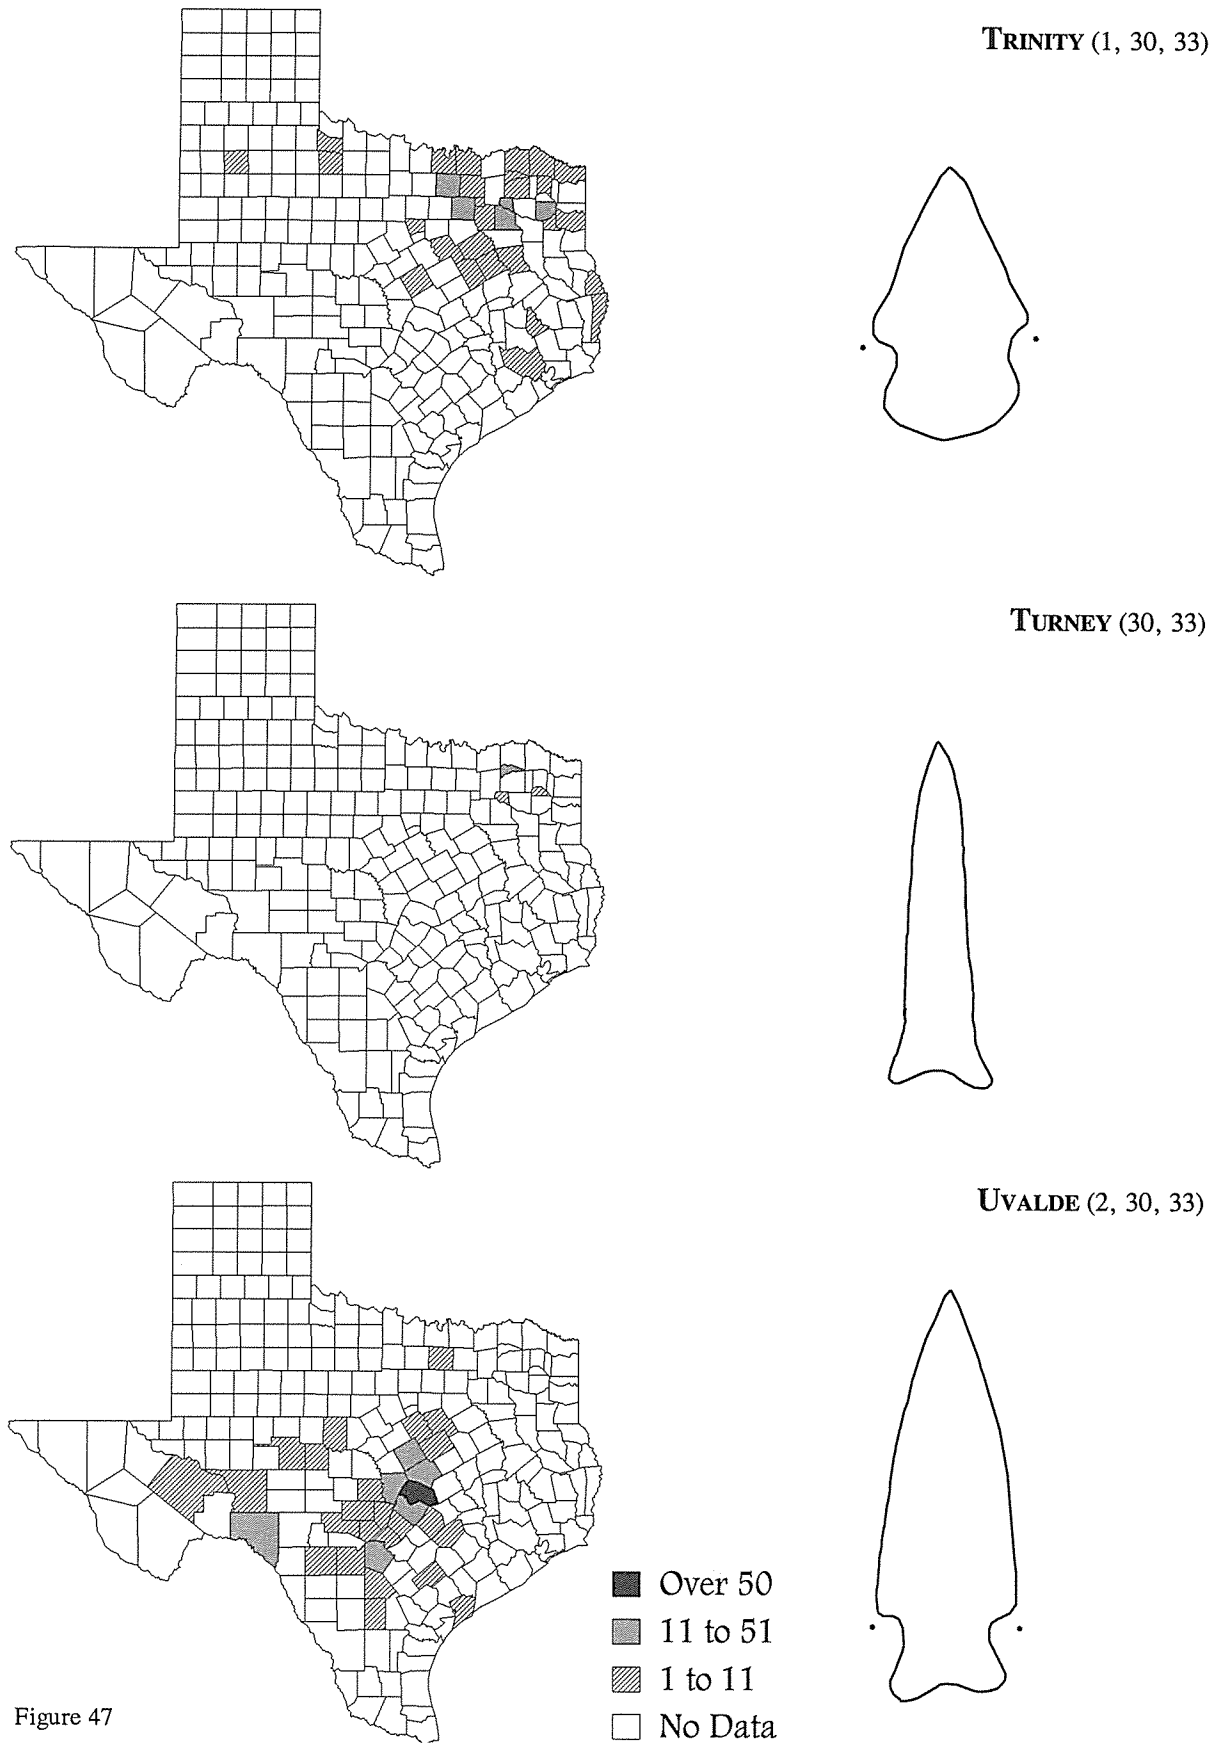 TRINITY (1, 30, 33)
TURNEY (30, 33)
UVALDE (2, 30, 33)
Over 50
11 to 51
1 to 11
No Data
Figure 47